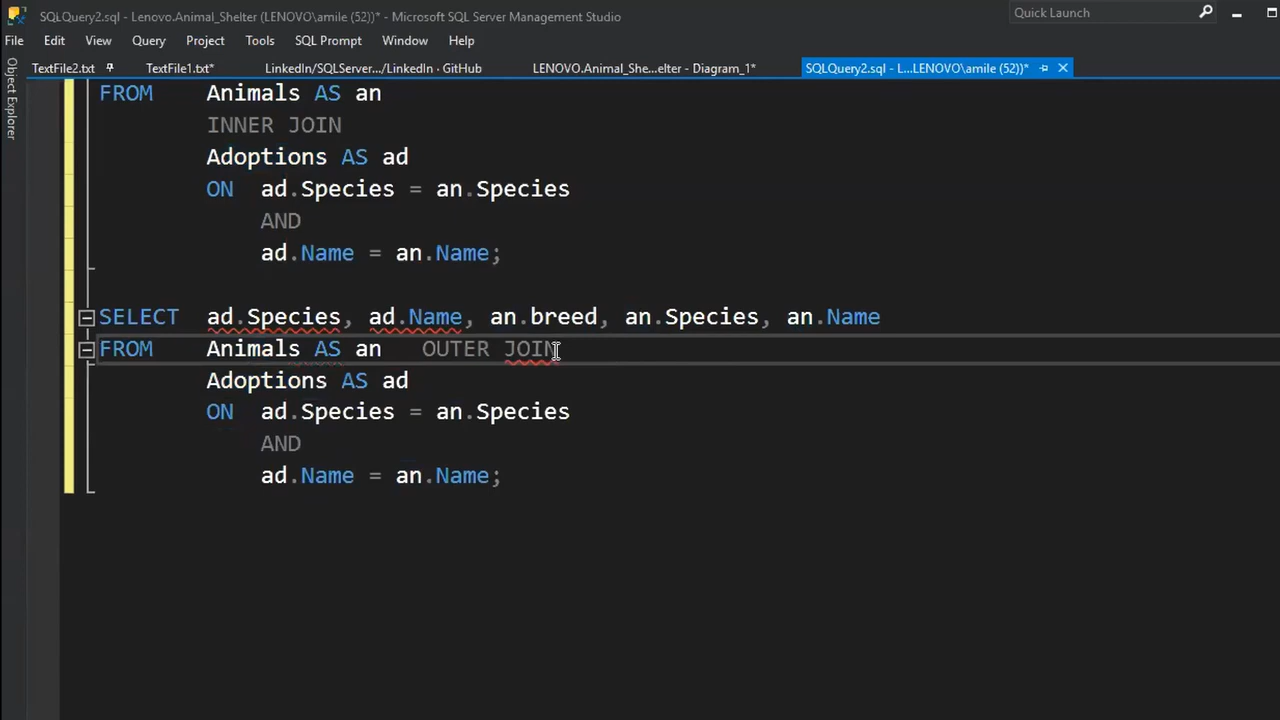 SQLQuery2.sql - Lenovo.Animal_Shelter (LENOVO\amile (52))* - Microsoft SQL Server Management Studio
Quick Launch
File Edit View Query Project Tools SQL Prompt Window Help
TextFile2.txt TextFile1.txt* LinkedIn/SQLServer.../LinkedIn · GitHub LENOVO.Animal_She...elter - Diagram_1* SQLQuery2.sql - L...LENOVO\amile (52))*
Object Explorer
FROM Animals AS an
INNER JOIN
Adoptions AS ad
ON ad.Species = an.Species
AND
ad.Name = an.Name;
SELECT ad.Species, ad.Name, an.breed, an.Species, an.Name
FROM Animals AS an OUTER JOIN
Adoptions AS ad
ON ad.Species = an.Species
AND
ad.Name = an.Name;